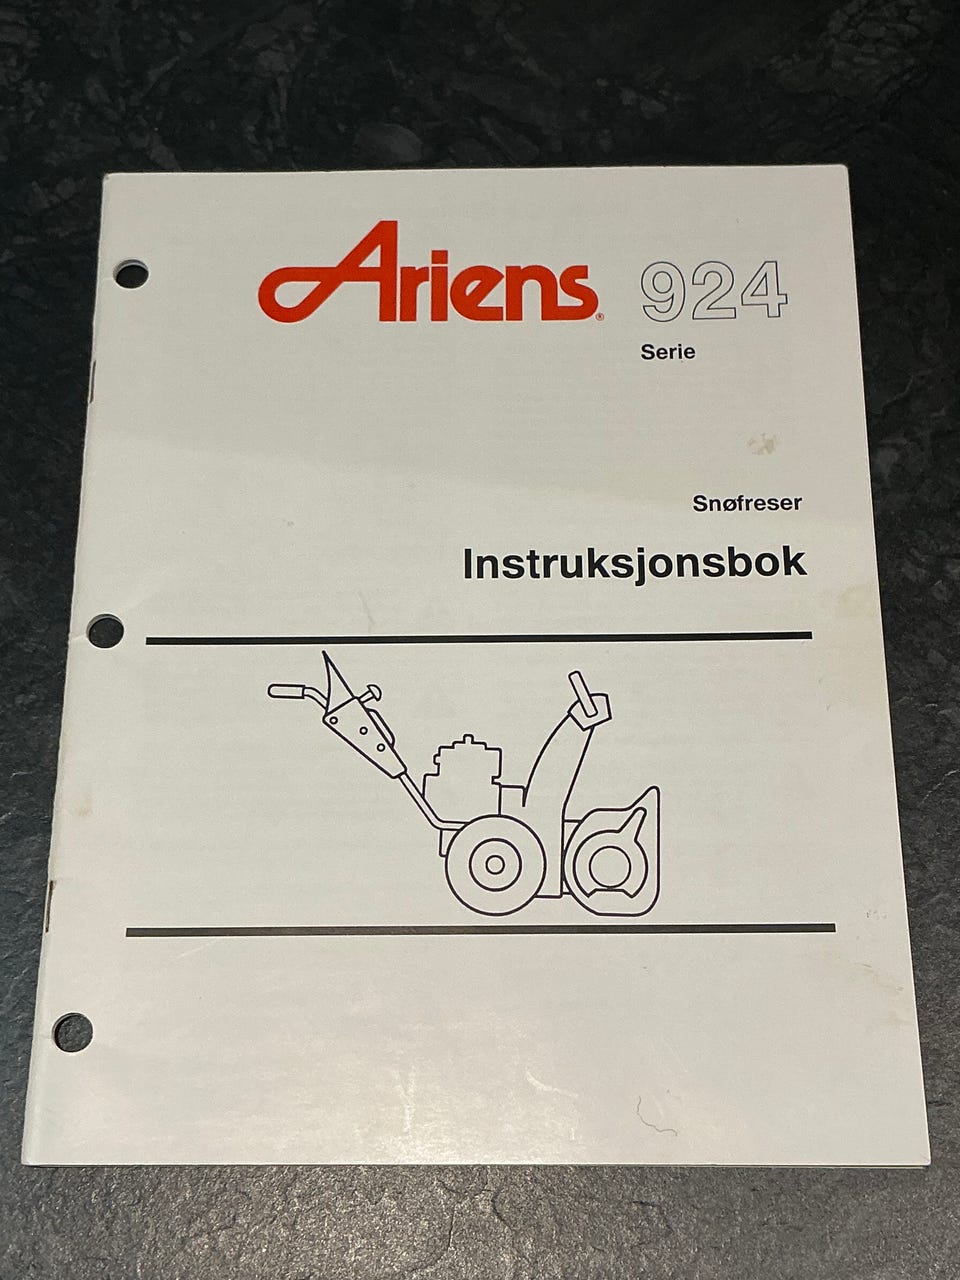 Ariens® 924
Serie
Snøfreser
Instruksjonsbok